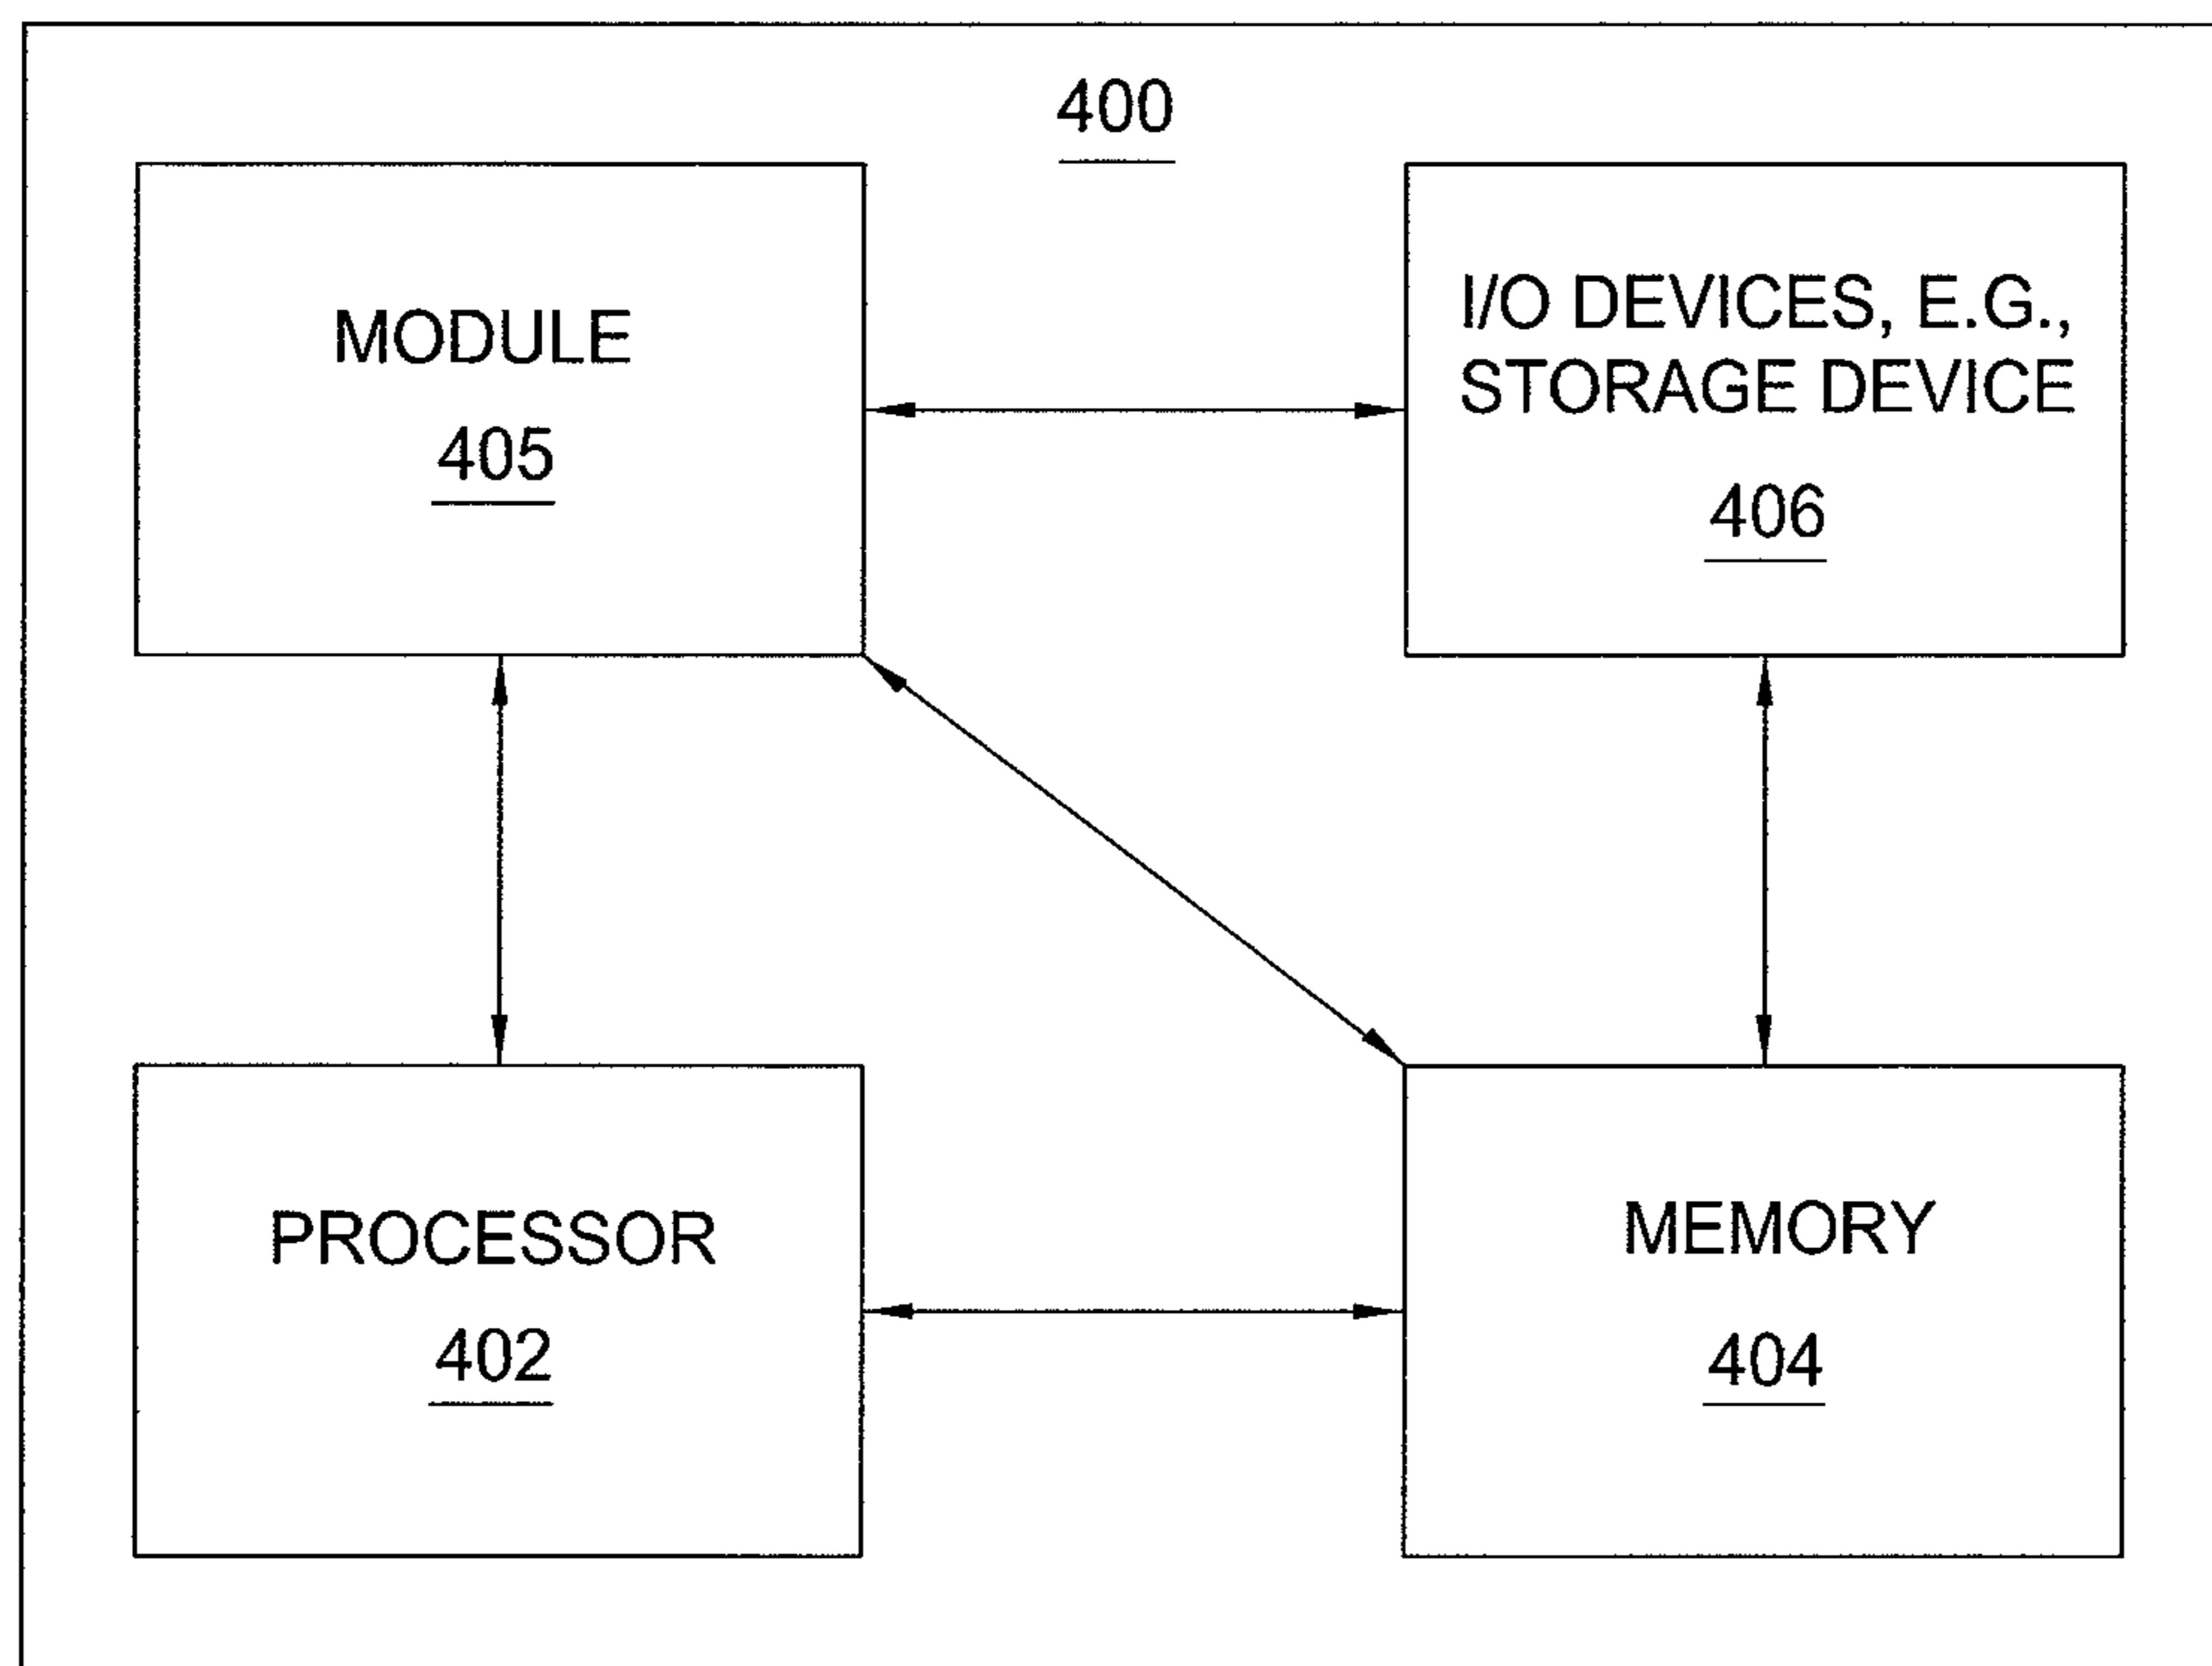 400
MODULE
405
I/O DEVICES, E.G.,
STORAGE DEVICE
406
PROCESSOR
402
MEMORY
404